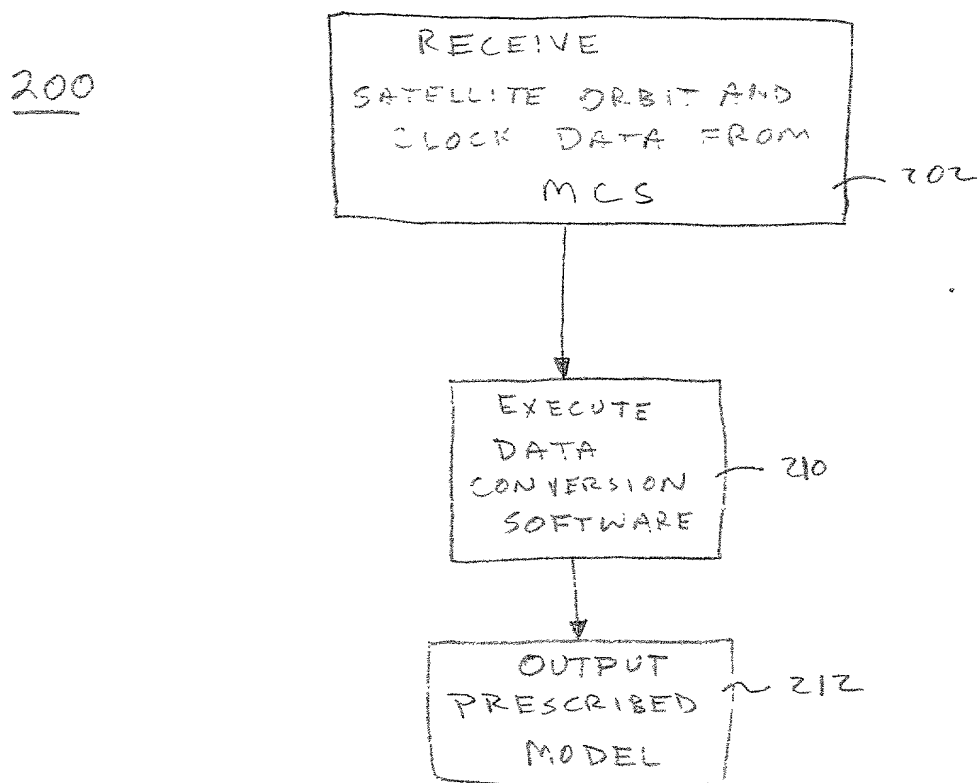 200
RECEIVE
SATELLITE ORBIT AND
CLOCK DATA FROM
MCS
202
EXECUTE
DATA
CONVERSION
SOFTWARE
210
OUTPUT
PRESCRIBED
MODEL
212